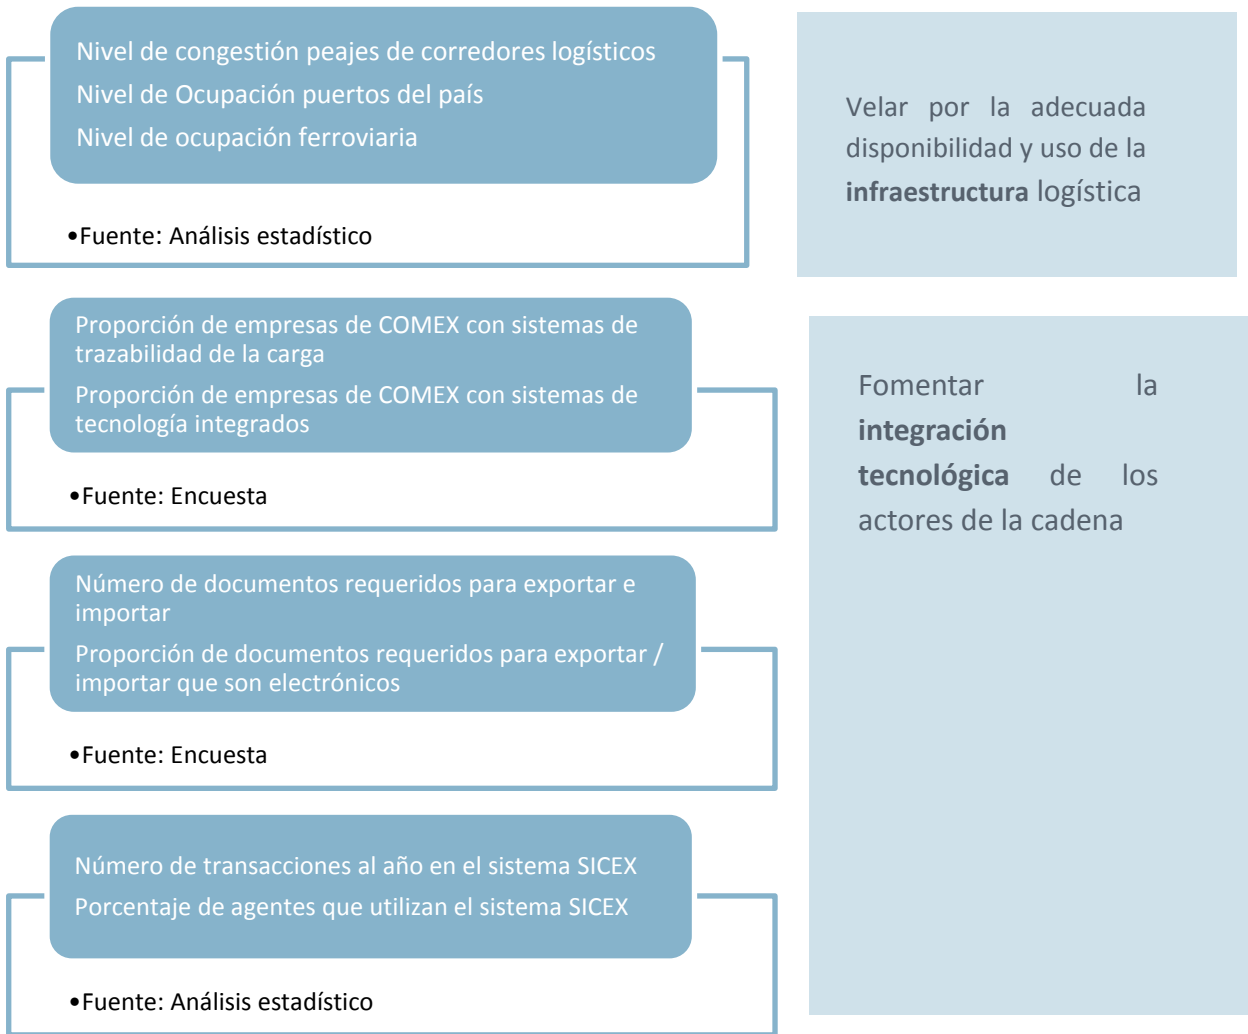 Nivel de congestión peajes de corredores logísticos
Nivel de Ocupación puertos del país
Nivel de ocupación ferroviaria
•Fuente: Análisis estadístico
Velar por la adecuada
disponibilidad y uso de la
infraestructura logística
Proporción de empresas de COMEX con sistemas de
trazabilidad de la carga
Proporción de empresas de COMEX con sistemas de
tecnología integrados
•Fuente: Encuesta
Fomentar la
integración
tecnológica de los
actores de la cadena
Número de documentos requeridos para exportar e
importar
Proporción de documentos requeridos para exportar /
importar que son electrónicos
•Fuente: Encuesta
Número de transacciones al año en el sistema SICEX
Porcentaje de agentes que utilizan el sistema SICEX
•Fuente: Análisis estadístico